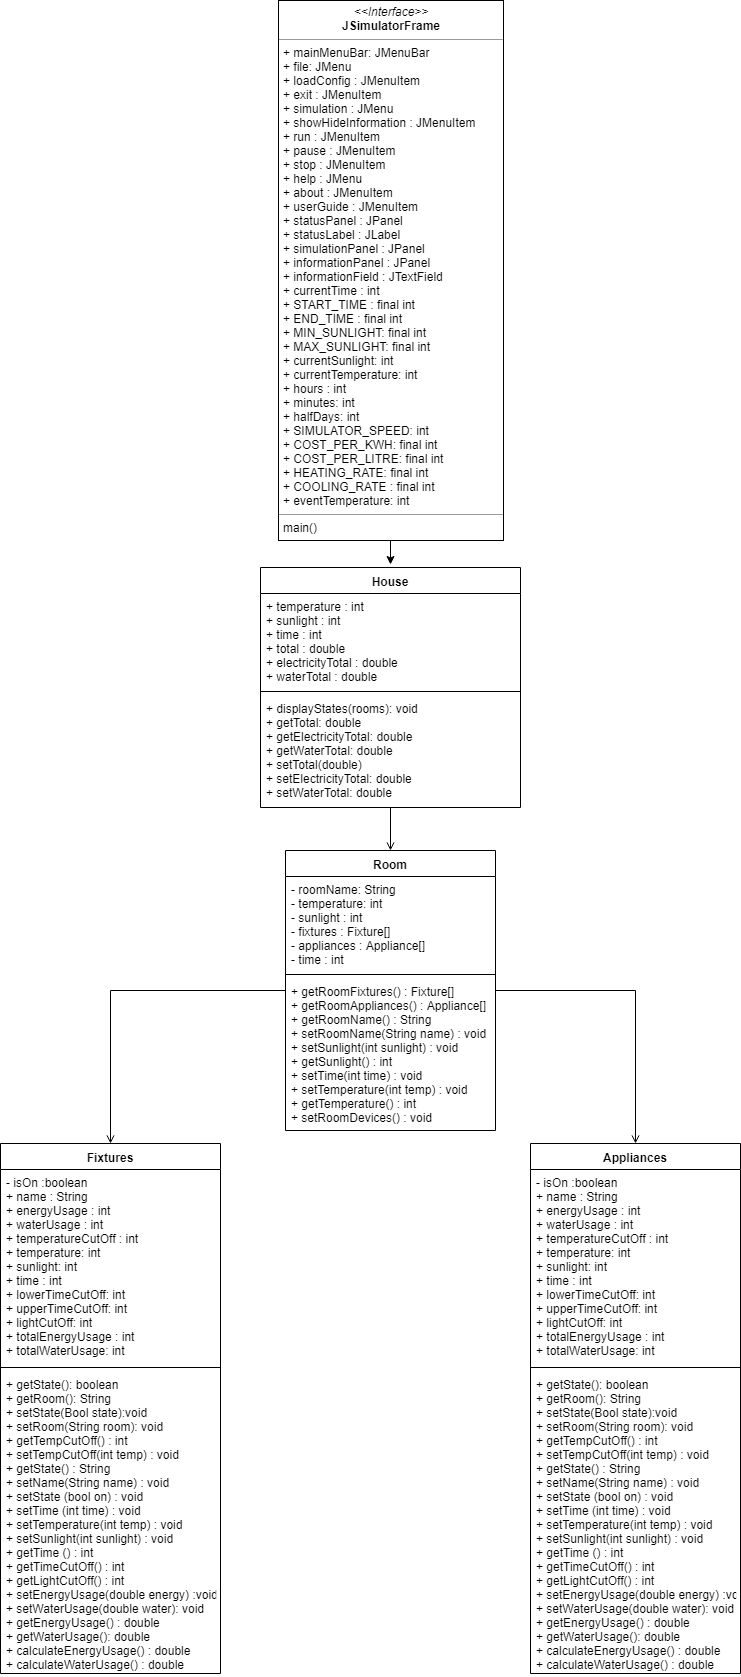 <<Interface>>
JSimulatorFrame
+ mainMenuBar: JMenuBar
+ file: JMenu
+ loadConfig : JMenuItem
+ exit : JMenuItem
+ simulation : JMenu
+ showHideInformation : JMenuItem
+ run : JMenuItem
+ pause : JMenuItem
+ stop : JMenuItem
+ help : JMenu
+ about : JMenuItem
+ userGuide : JMenuItem
+ statusPanel : JPanel
+ statusLabel : JLabel
+ simulationPanel : JPanel
+ informationPanel : JPanel
+ informationField : JTextField
+ currentTime : int
+ START_TIME : final int
+ END_TIME : final int
+ MIN_SUNLIGHT: final int
+ MAX_SUNLIGHT: final int
+ currentSunlight: int
+ currentTemperature: int
+ hours : int
+ minutes: int
+ halfDays: int
+ SIMULATOR_SPEED: int
+ COST_PER_KWH: final int
+ COST_PER_LITRE: final int
+ HEATING_RATE: final int
+ COOLING_RATE : final int
+ eventTemperature: int
main()
House
+ temperature : int
+ sunlight : int
+ time : int
+ total : double
+ electricityTotal : double
+ waterTotal : double
+ displayStates(rooms): void
+ getTotal: double
+ getElectricityTotal: double
+ getWaterTotal: double
+ setTotal(double)
+ setElectricityTotal: double
+ setWaterTotal: double
Room
- roomName: String
- temperature: int
- sunlight : int
- fixtures : Fixture[]
- appliances : Appliance[]
- time : int
+ getRoomFixtures() : Fixture[]
+ getRoomAppliances() : Appliance[]
+ getRoomName() : String
+ setRoomName(String name) : void
+ setSunlight(int sunlight) : void
+ getSunlight() : int
+ setTime(int time) : void
+ setTemperature(int temp) : void
+ getTemperature() : int
+ setRoomDevices() : void
Fixtures
- isOn :boolean
+ name : String
+ energyUsage : int
+ waterUsage : int
+ temperatureCutOff : int
+ temperature: int
+ sunlight: int
+ time : int
+ lowerTimeCutOff: int
+ upperTimeCutOff: int
+ lightCutOff: int
+ totalEnergyUsage : int
+ totalWaterUsage: int
+ getState(): boolean
+ getRoom(): String
+ setState(Bool state):void
+ setRoom(String room): void
+ getTempCutOff() : int
+ setTempCutOff(int temp) : void
+ getState() : String
+ setName(String name) : void
+ setState (bool on) : void
+ setTime (int time) : void
+ setTemperature(int temp) : void
+ setSunlight(int sunlight) : void
+ getTime () : int
+ getTimeCutOff() : int
+ getLightCutOff() : int
+ setEnergyUsage(double energy) :void
+ setWaterUsage(double water): void
+ getEnergyUsage() : double
+ getWaterUsage(): double
+ calculateEnergyUsage() : double
+ calculateWaterUsage() : double
Appliances
- isOn :boolean
+ name : String
+ energyUsage : int
+ waterUsage : int
+ temperatureCutOff : int
+ temperature: int
+ sunlight: int
+ time : int
+ lowerTimeCutOff: int
+ upperTimeCutOff: int
+ lightCutOff: int
+ totalEnergyUsage : int
+ totalWaterUsage: int
+ getState(): boolean
+ getRoom(): String
+ setState(Bool state):void
+ setRoom(String room): void
+ getTempCutOff() : int
+ setTempCutOff(int temp) : void
+ getState() : String
+ setName(String name) : void
+ setState (bool on) : void
+ setTime (int time) : void
+ setTemperature(int temp) : void
+ setSunlight(int sunlight) : void
+ getTime () : int
+ getTimeCutOff() : int
+ getLightCutOff() : int
+ setEnergyUsage(double energy)
+ setWaterUsage(double water): void
+ getEnergyUsage() : double
+ getWaterUsage(): double
+ calculateEnergyUsage() : double
+ calculateWaterUsage() : double